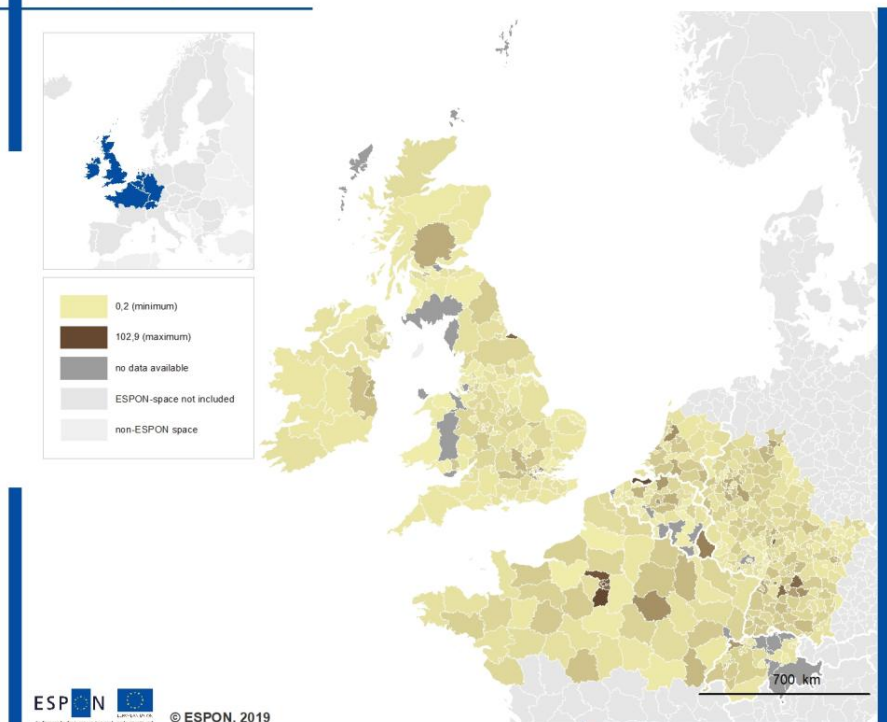 0,2 (minimum)
102,9 (maximum)
no data available
ESPON-space not included
non-ESPON space
700 km
ESPON
© ESPON, 2019